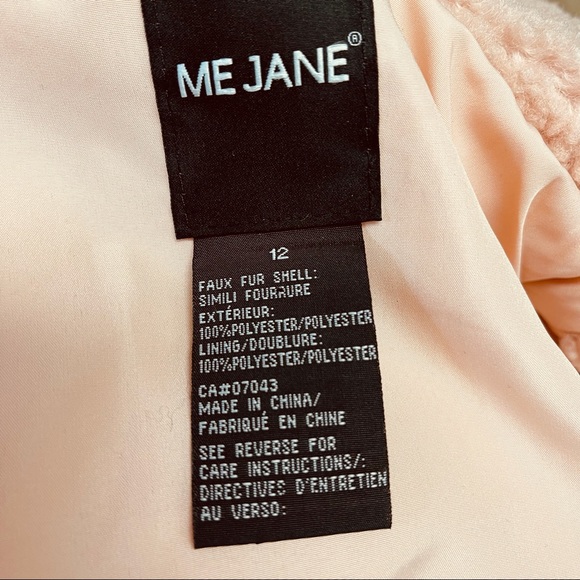 ME JANE®
12
FAUX FUR SHELL:
SIMILI FOURRURE
EXTÉRIEUR:
100%POLYESTER/POLYESTER
LINING/DOUBLURE:
100%POLYESTER/POLYESTER
CA#07043
MADE IN CHINA/
FABRIQUÉ EN CHINE
SEE REVERSE FOR
CARE INSTRUCTIONS/:
DIRECTIVES D'ENTRETIEN
AU VERSO: